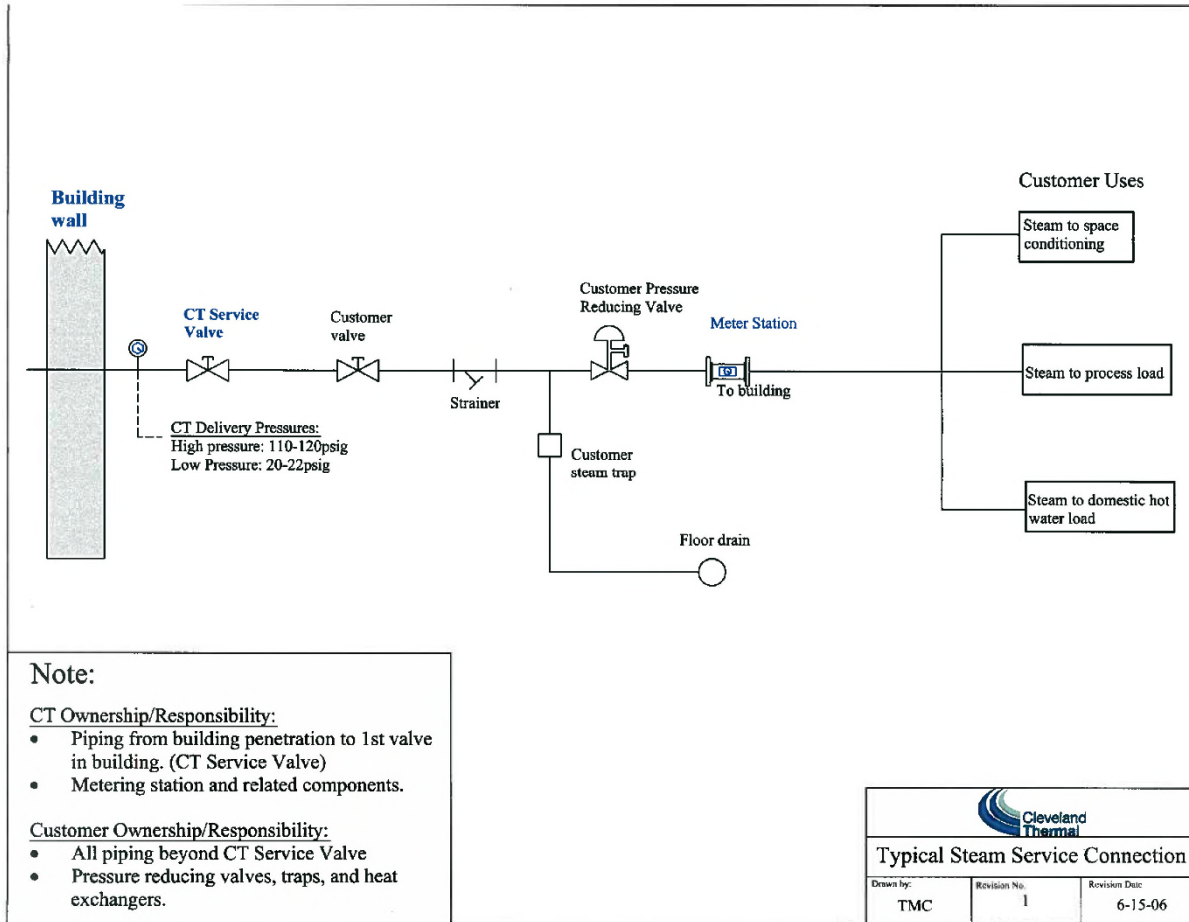 Customer Uses
Building
wall
Steam to space
conditioning
CT Service
Valve
Customer
valve
Customer Pressure
Reducing Valve
Meter Station
Steam to process load
To building
Strainer
CT Delivery Pressures:
High pressure: 110-120psig
Low Pressure: 20-22psig
Customer
steam trap
Steam to domestic hot
water load
Floor drain
Note:
CT Ownership/Responsibility:
• Piping from building penetration to 1st valve
in building. (CT Service Valve)
• Metering station and related components.
Customer Ownership/Responsibility:
• All piping beyond CT Service Valve
• Pressure reducing valves, traps, and heat
exchangers.
Cleveland
Thermal
Typical Steam Service Connection
Drawn by:
TMC
Revision No.
1
Revision Date
6-15-06